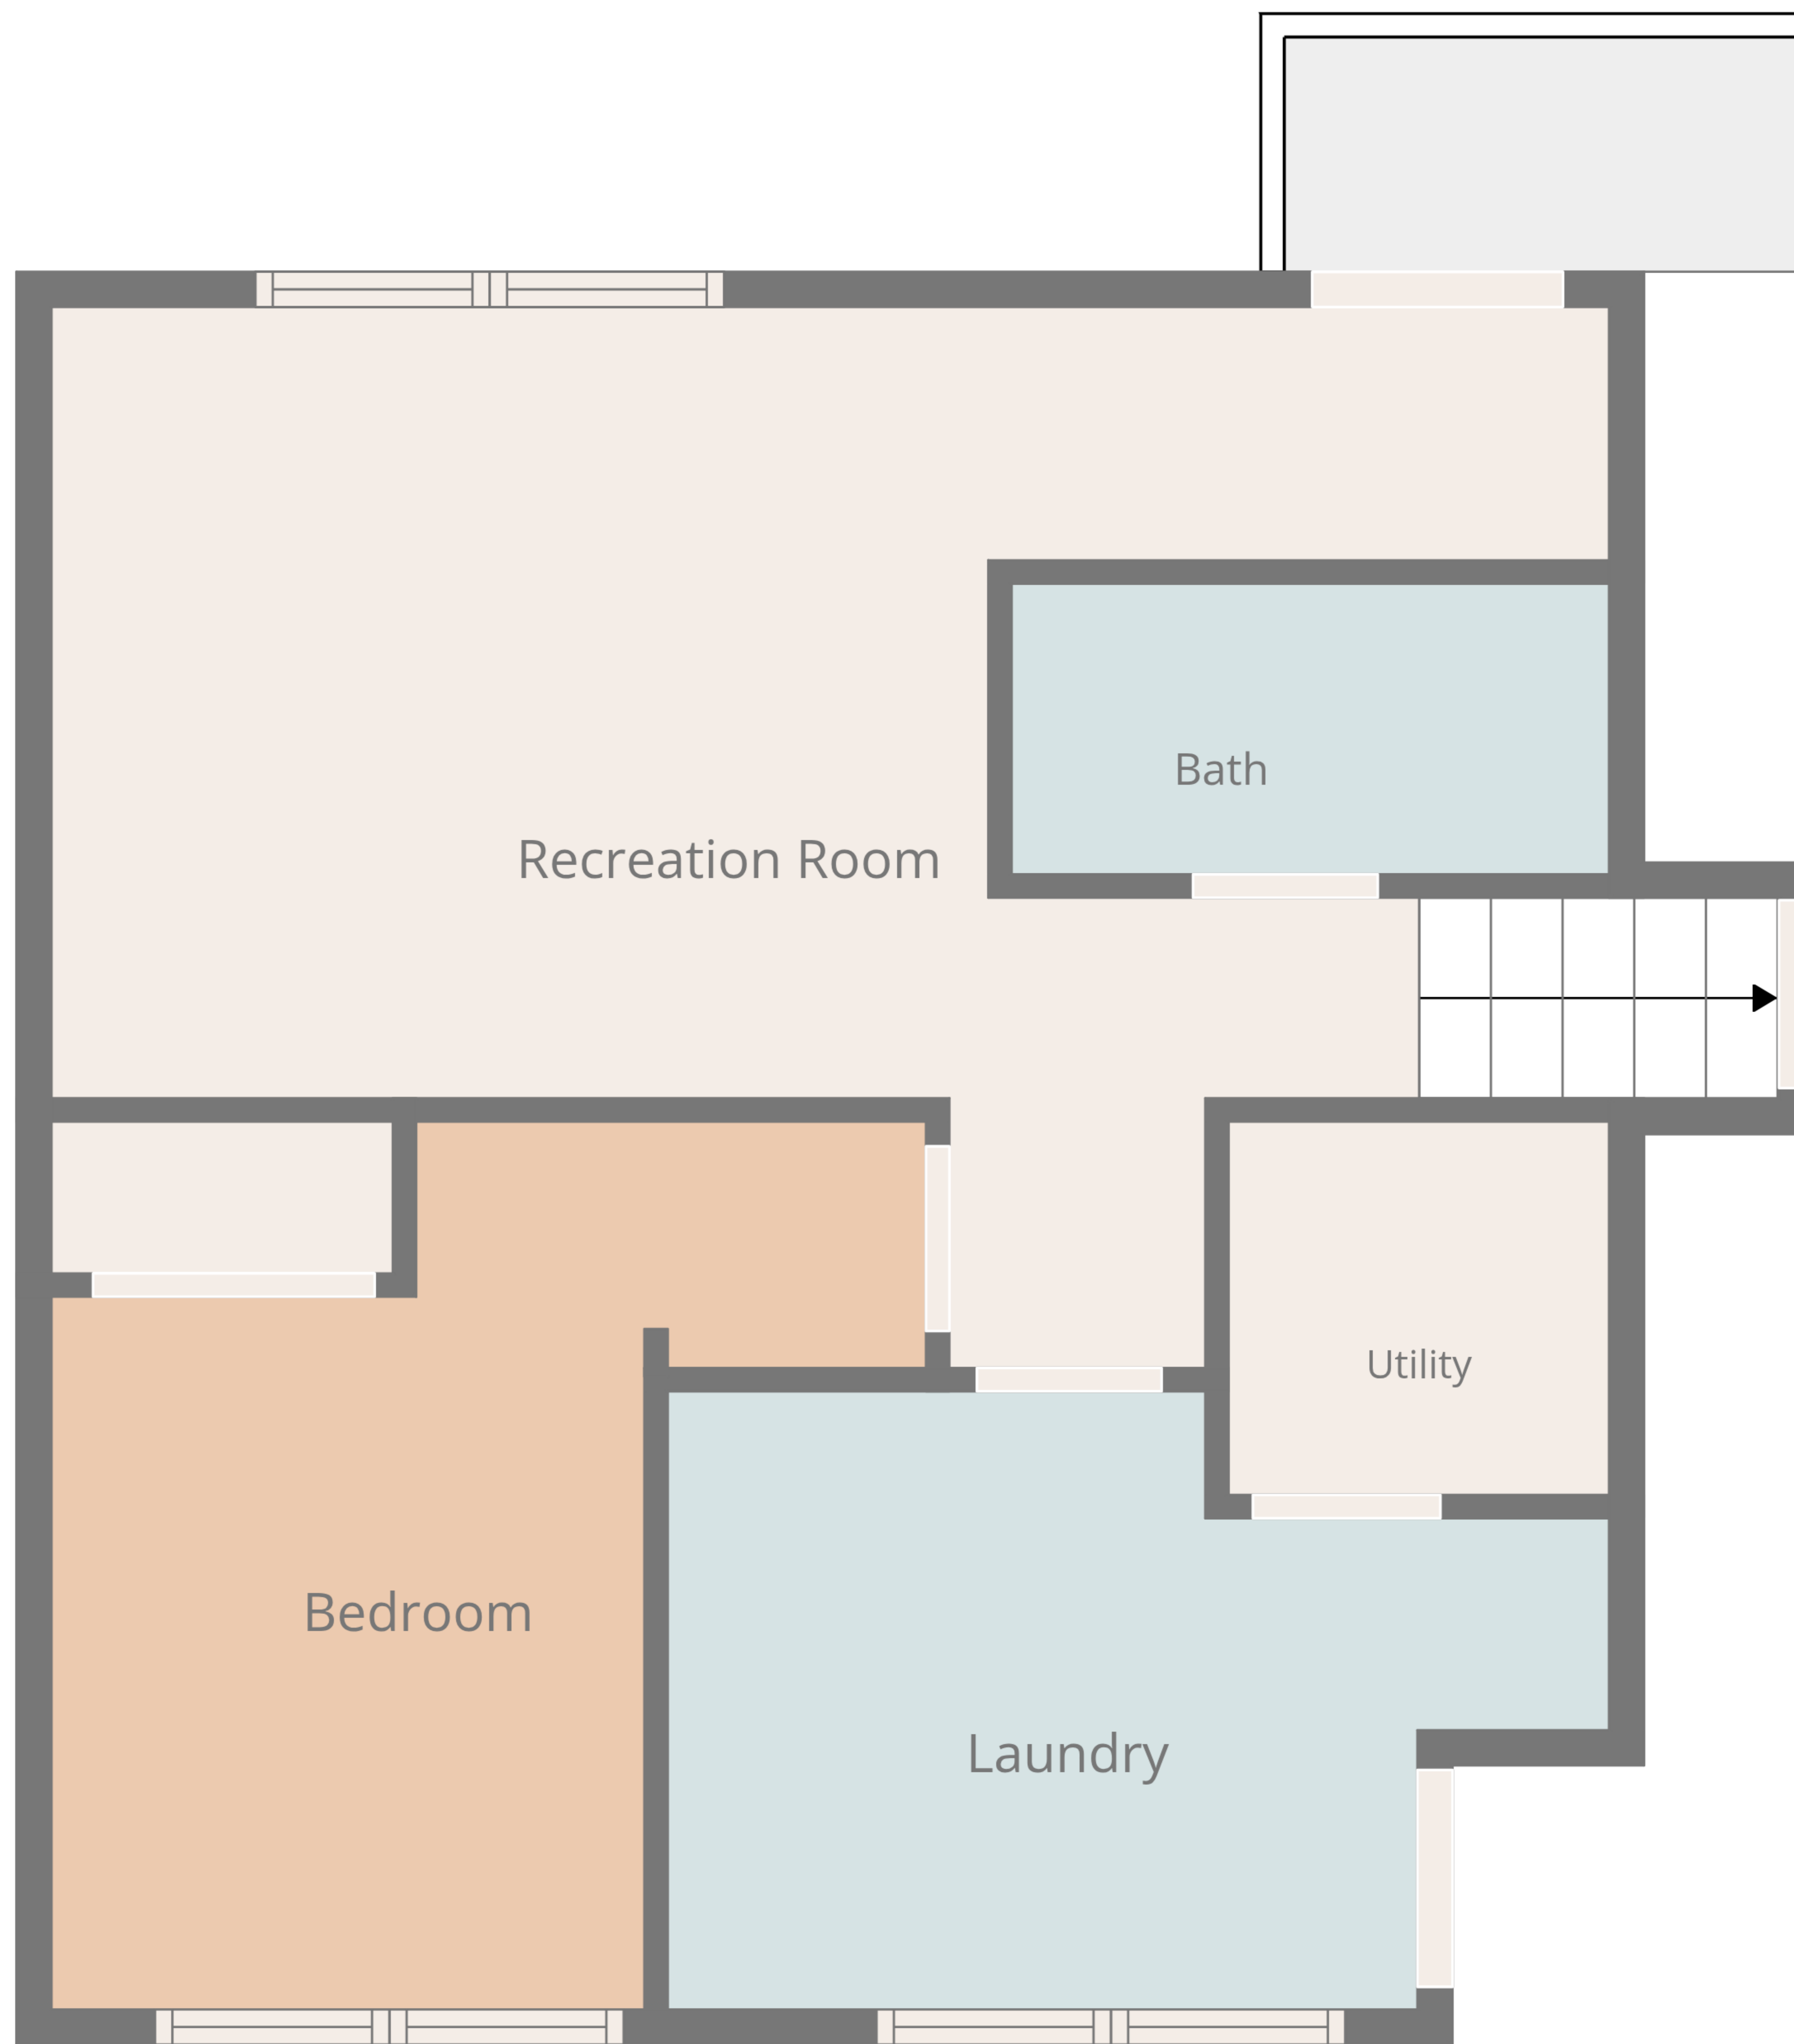 Bath
Recreation Room
Utility
Bedroom
Laundry